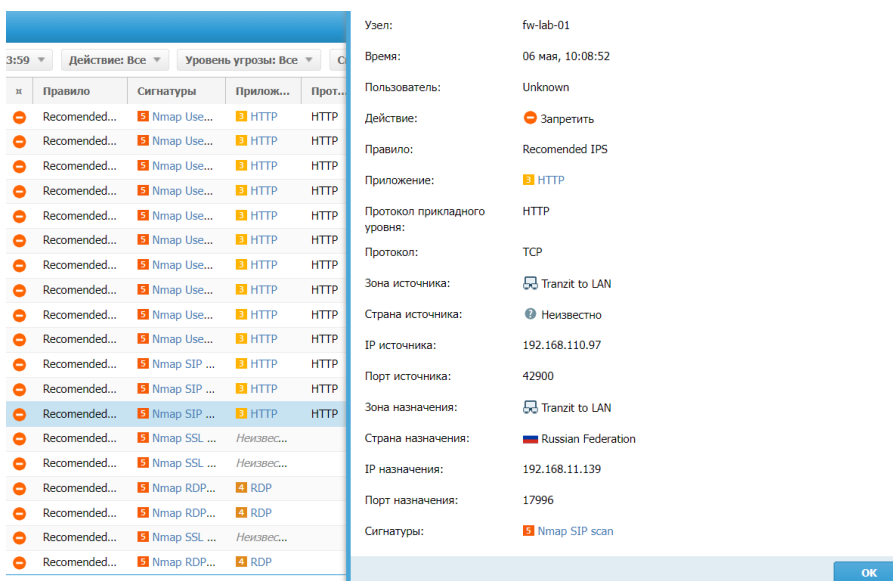 3:59 Действие: Все Уровень угрозы: Все
Правило Сигнатуры Прилож... Прот...
Recomended... 5 Nmap Use... 3 HTTP HTTP
Recomended... 5 Nmap Use... 3 HTTP HTTP
Recomended... 5 Nmap Use... 3 HTTP HTTP
Recomended... 5 Nmap Use... 3 HTTP HTTP
Recomended... 5 Nmap Use... 3 HTTP HTTP
Recomended... 5 Nmap Use... 3 HTTP HTTP
Recomended... 5 Nmap Use... 3 HTTP HTTP
Recomended... 5 Nmap Use... 3 HTTP HTTP
Recomended... 5 Nmap Use... 3 HTTP HTTP
Recomended... 5 Nmap Use... 3 HTTP HTTP
Recomended... 5 Nmap SIP ... 3 HTTP HTTP
Recomended... 5 Nmap SIP ... 3 HTTP HTTP
Recomended... 5 Nmap SIP ... 3 HTTP HTTP
Recomended... 5 Nmap SSL ... Неизвес...
Recomended... 5 Nmap SSL ... Неизвес...
Recomended... 5 Nmap RDP... 4 RDP
Recomended... 5 Nmap RDP... 4 RDP
Recomended... 5 Nmap SSL ... Неизвес...
Recomended... 5 Nmap RDP... 4 RDP
Узел: fw-lab-01
Время: 06 мая, 10:08:52
Пользователь: Unknown
Действие: Запретить
Правило: Recomended IPS
Приложение: 3 HTTP
Протокол прикладного HTTP
уровня:
Протокол: TCP
Зона источника: Tranzit to LAN
Страна источника: ? Неизвестно
IP источника: 192.168.110.97
Порт источника: 42900
Зона назначения: Tranzit to LAN
Страна назначения: Russian Federation
IP назначения: 192.168.11.139
Порт назначения: 17996
Сигнатуры: 5 Nmap SIP scan
OK